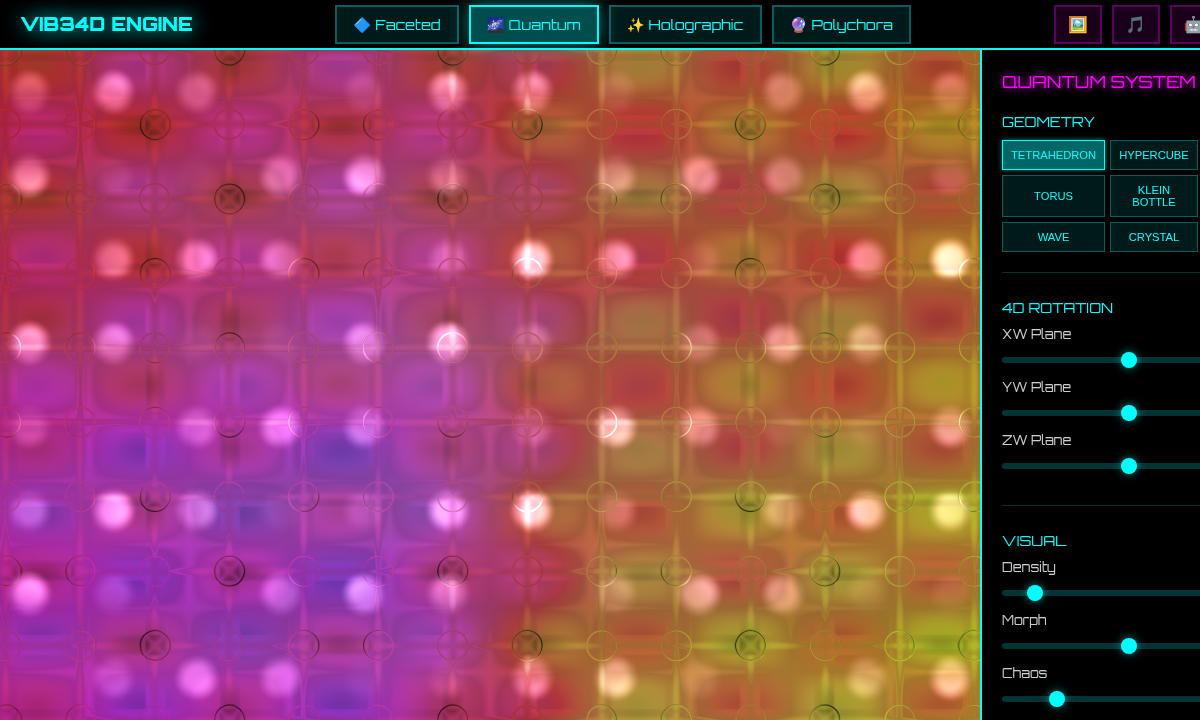 VIB34D ENGINE
🔷 Faceted
🌌 Quantum
✨ Holographic
🔮 Polychora
QUANTUM SYSTEM
GEOMETRY
TETRAHEDRON
HYPERCUBE
TORUS
KLEIN
BOTTLE
WAVE
CRYSTAL
4D ROTATION
XW Plane
YW Plane
ZW Plane
VISUAL
Density
Morph
Chaos